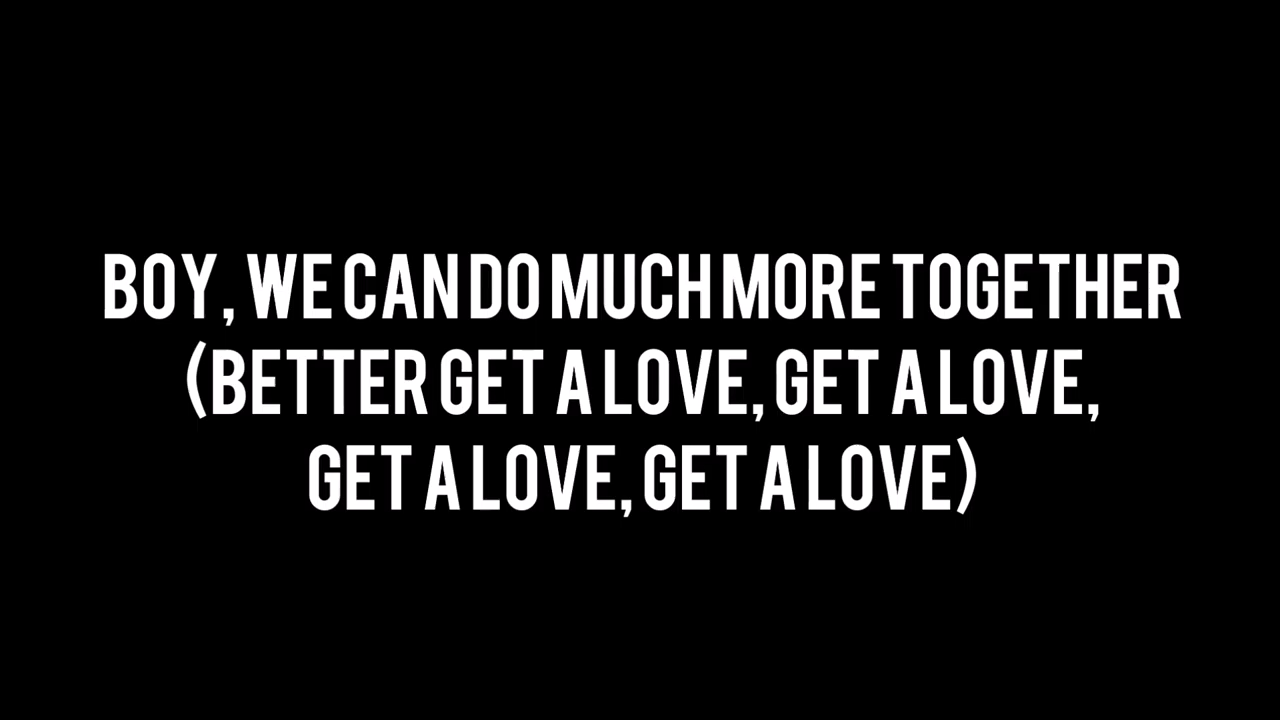 BOY, WE CAN DO MUCH MORE TOGETHER
(BETTER GET A LOVE, GET A LOVE,
GET A LOVE, GET A LOVE)